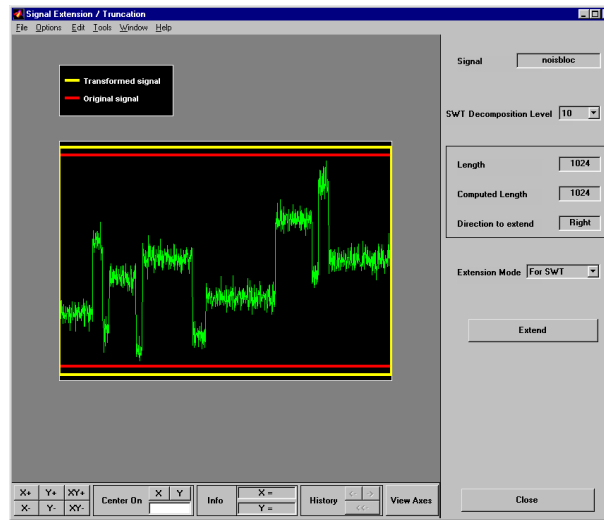 Signal Extension / Truncation
File Options Edit Tools Window Help
Transformed signal
Original signal
Signal noisbloc
SWT Decomposition Level 10
Length 1024
Computed Length 1024
Direction to extend Right
Extension Mode For SWT
Extend
X+ Y+ XY+
X- Y- XY-
Center On X Y
Info X =
Y =
History <- ->
<<-
View Axes
Close